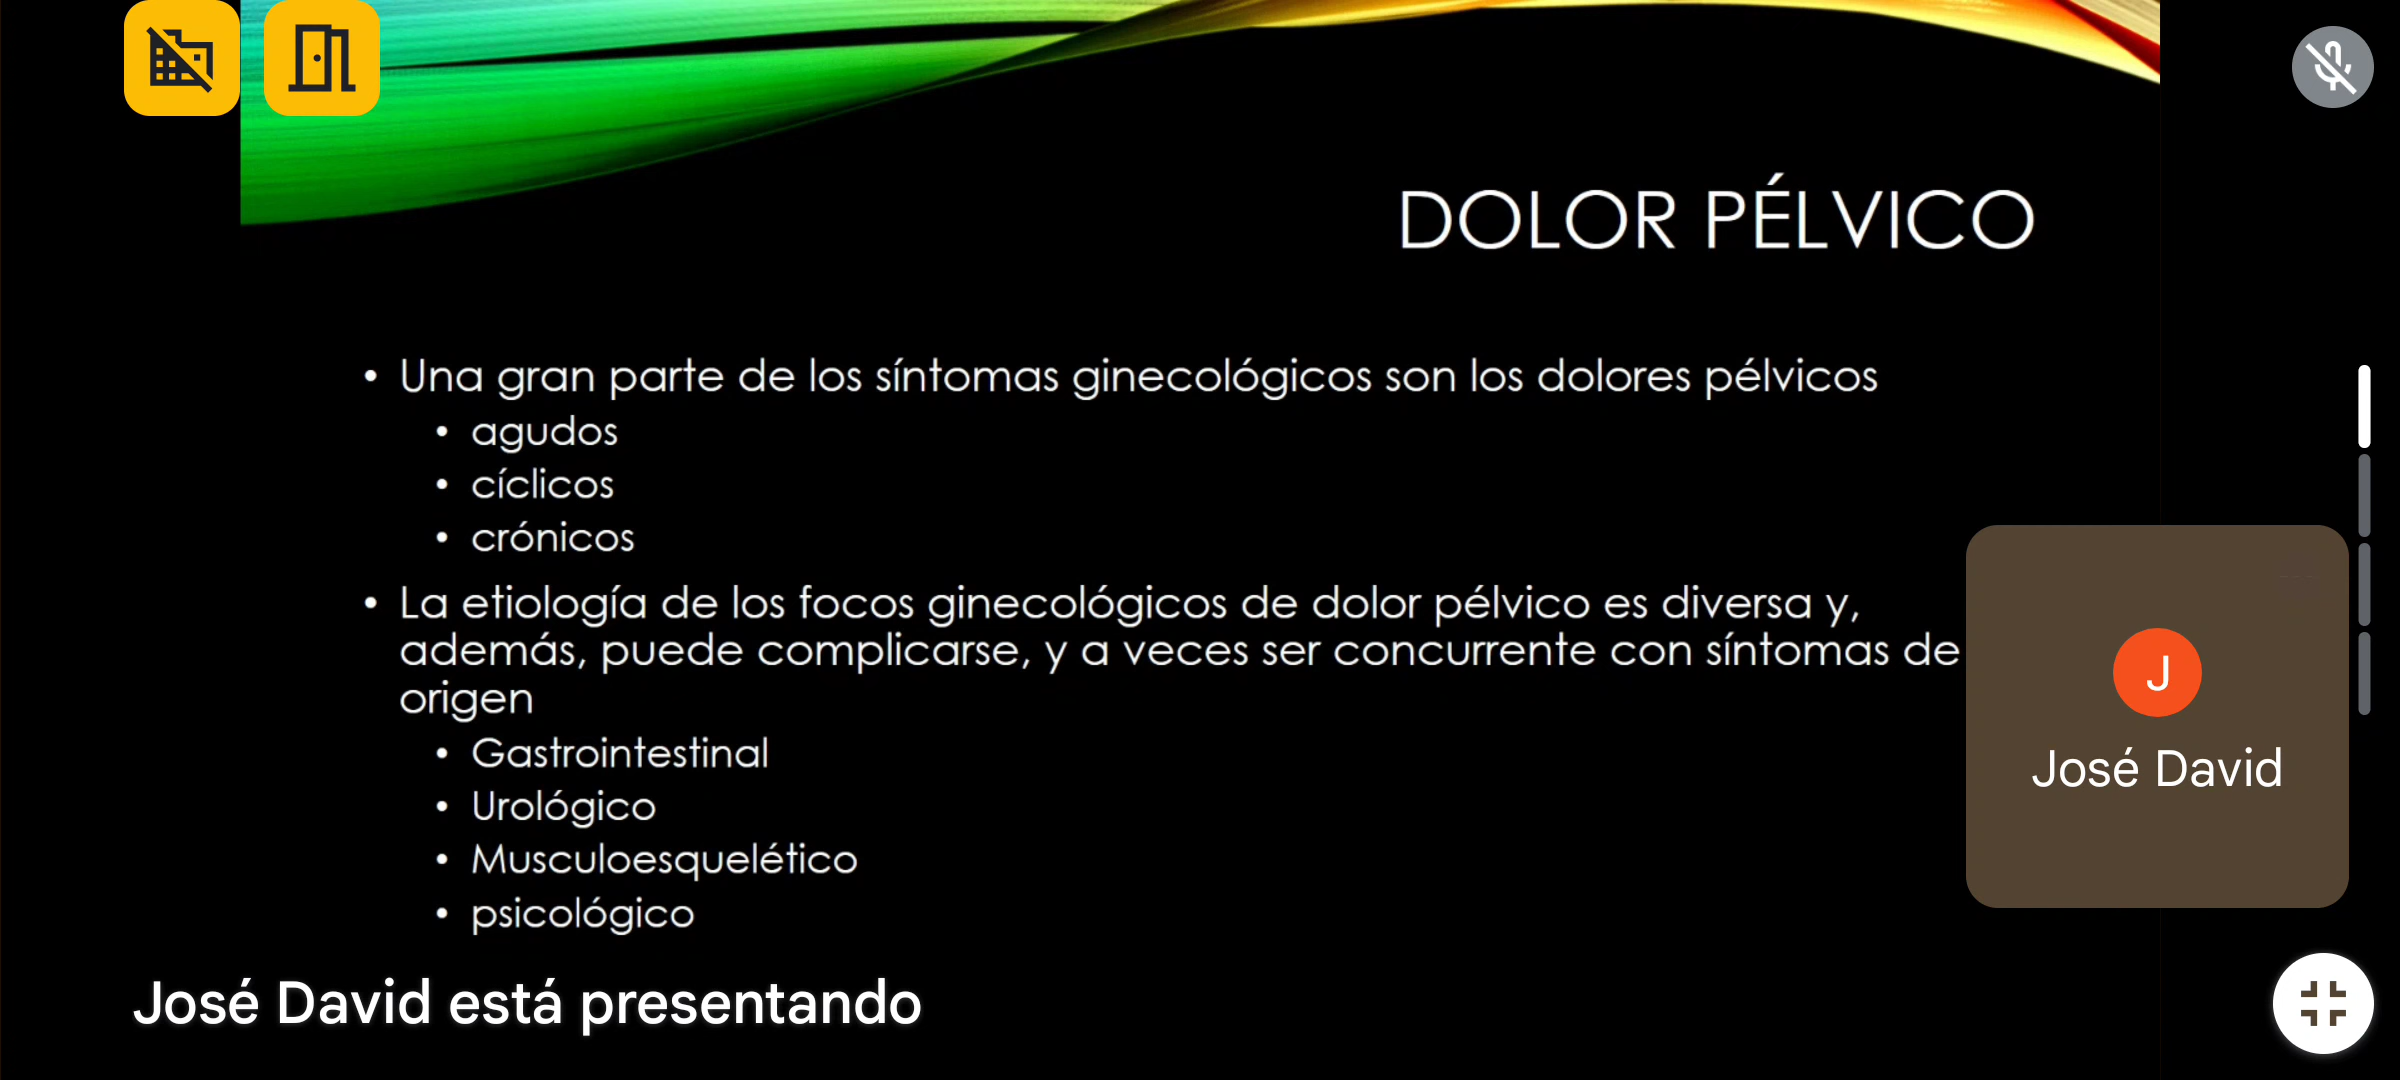 DOLOR PÉLVICO
• Una gran parte de los síntomas ginecológicos son los dolores pélvicos
• agudos
• cíclicos
• crónicos
• La etiología de los focos ginecológicos de dolor pélvico es diversa y,
además, puede complicarse, y a veces ser concurrente con síntomas de
origen
• Gastrointestinal
• Urológico
• Musculoesquelético
• psicológico
J
José David
José David está presentando